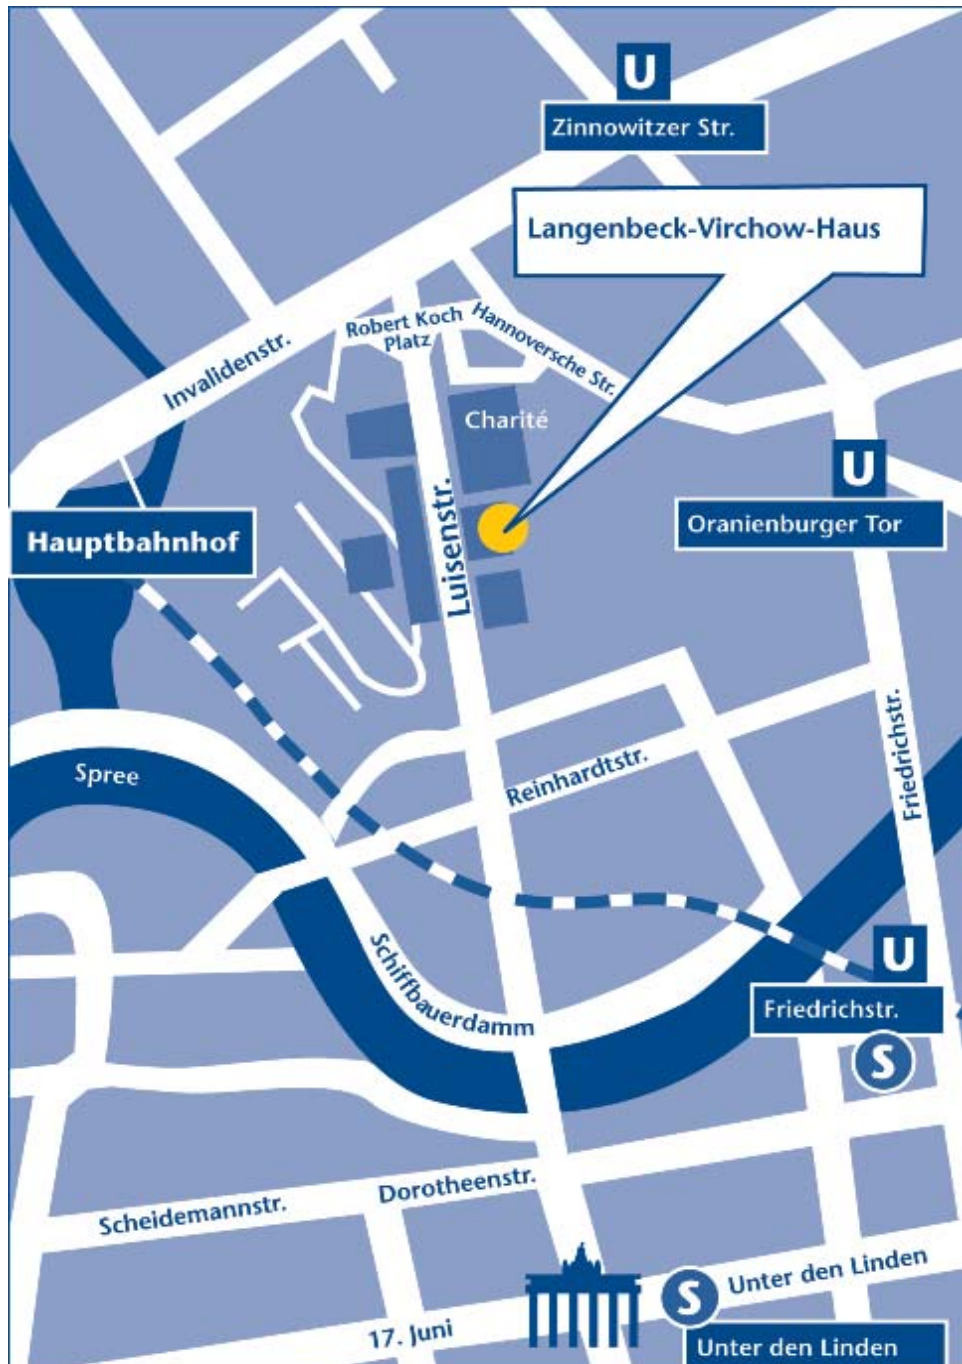 U
Zinnowitzer Str.
Langenbeck-Virchow-Haus
Robert Koch
Platz
Hannoversche Str.
Invalidenstr.
Charité
U
Oranienburger Tor
Hauptbahnhof
Luisenstr.
Friedrichstr.
Reinhardtstr.
Spree
Schiffbauerdamm
U
Friedrichstr.
S
Dorotheenstr.
Scheidemannstr.
Unter den Linden
S
17. Juni
Unter den Linden